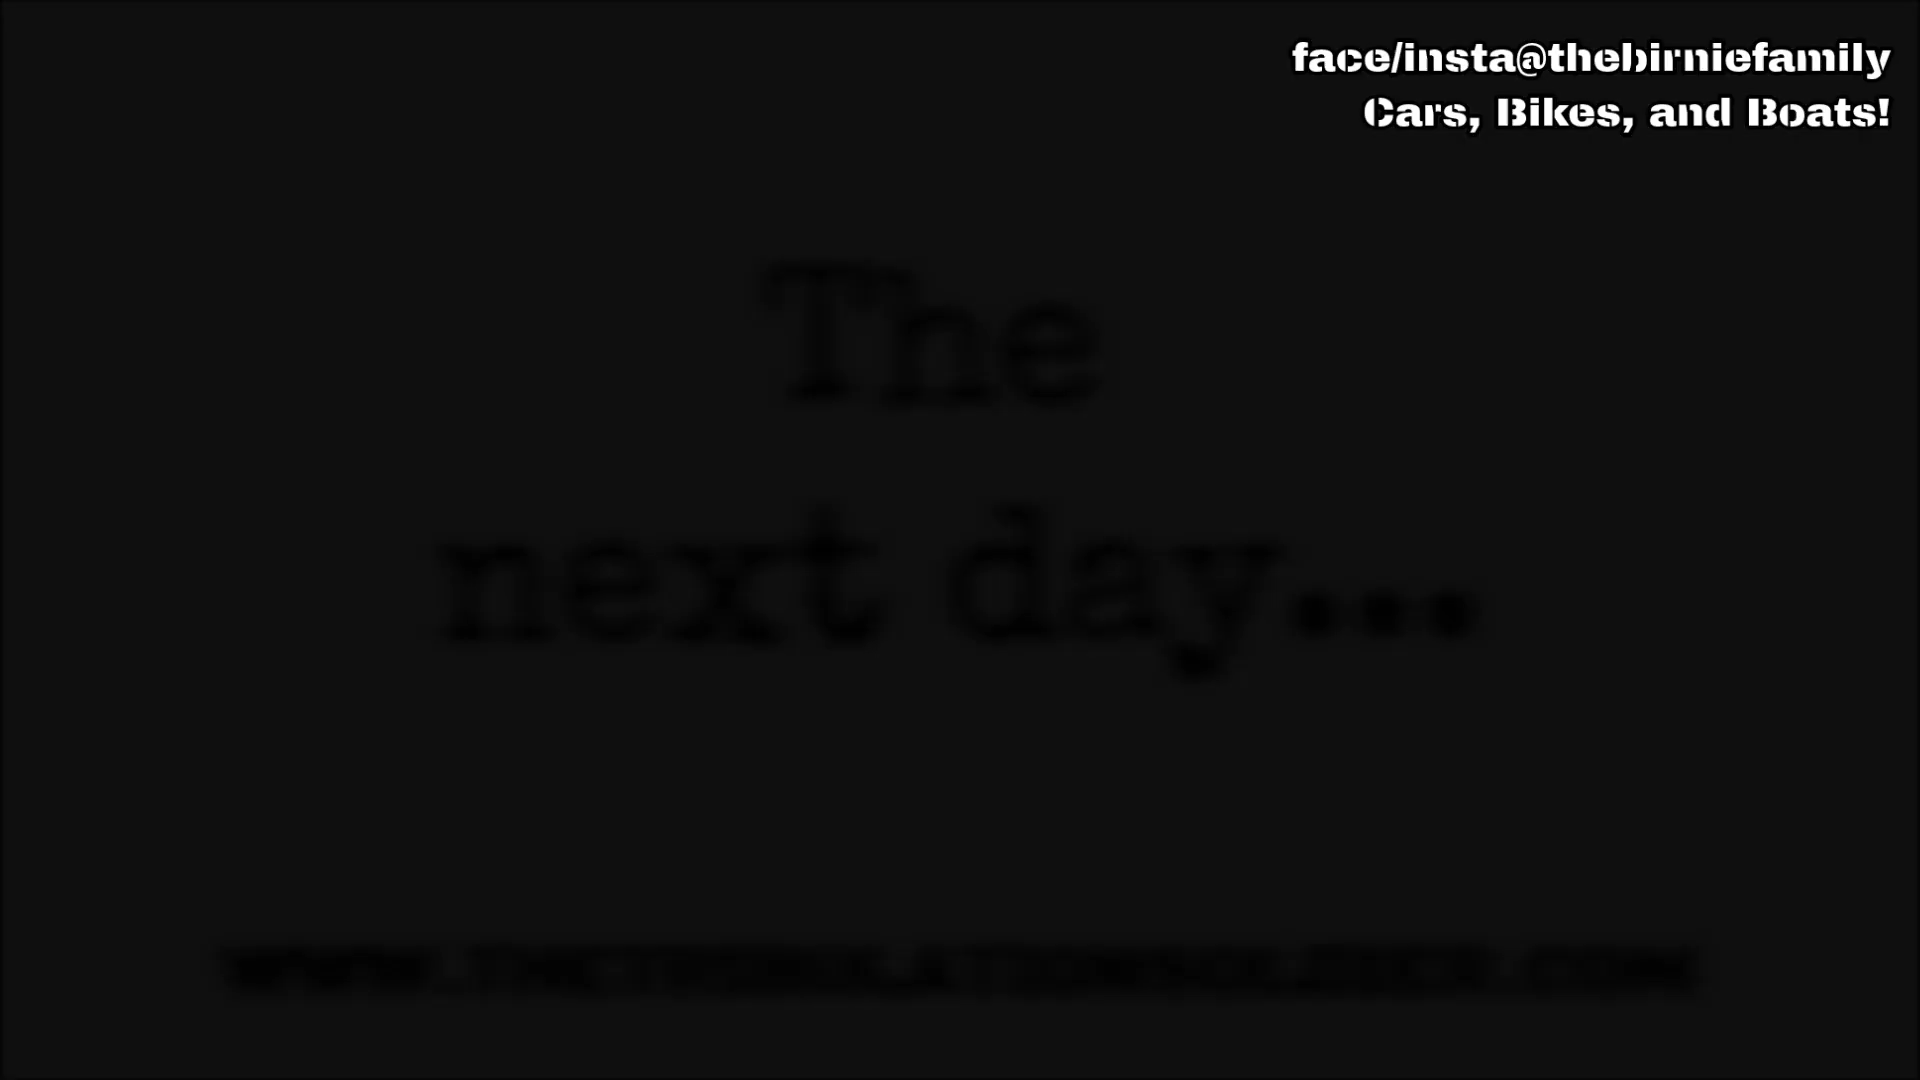 face/insta@thebirniefamily
Cars, Bikes, and Boats!
The
next day...